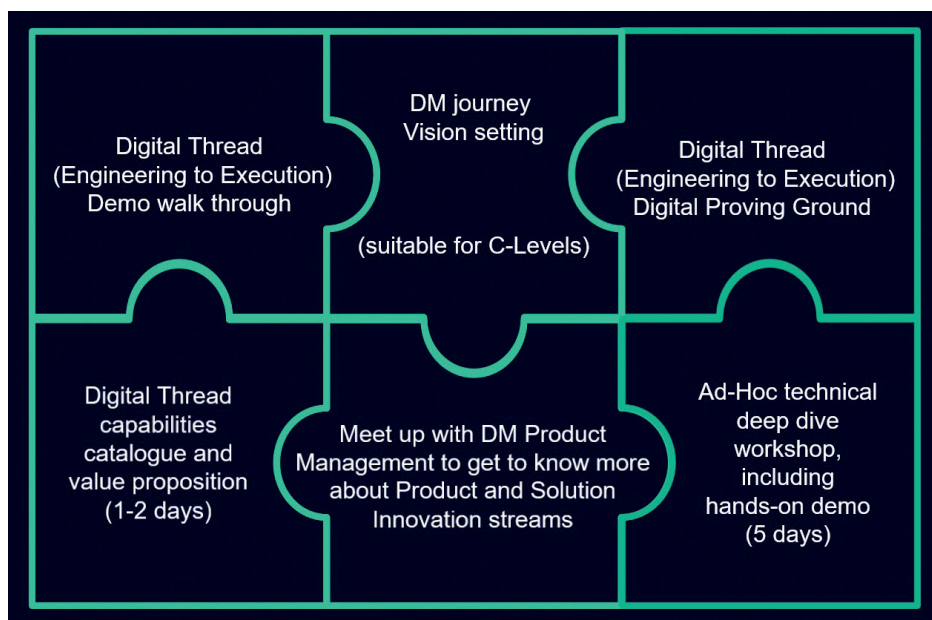 Digital Thread
(Engineering to Execution)
Demo walk through
DM journey
Vision setting
(suitable for C-Levels)
Digital Thread
(Engineering to Execution)
Digital Proving Ground
Digital Thread
capabilities
catalogue and
value proposition
(1-2 days)
Meet up with DM Product
Management to get to know more
about Product and Solution
Innovation streams
Ad-Hoc technical
deep dive
workshop,
including
hands-on demo
(5 days)